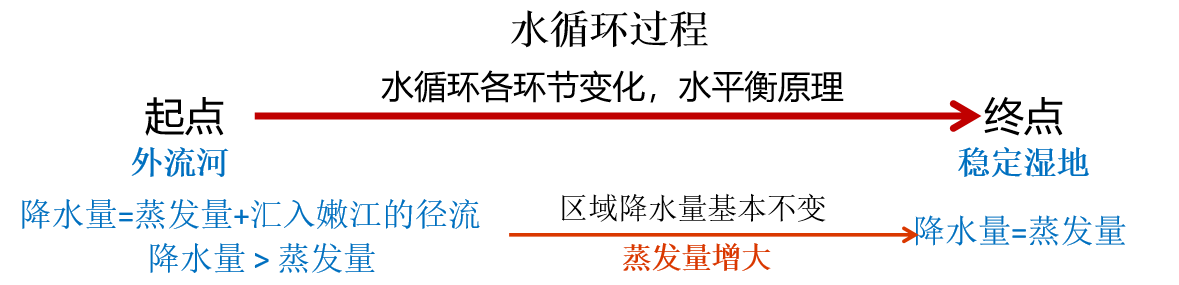 水循环过程
水循环各环节变化，水平衡原理
起点
终点
外流河
稳定湿地
降水量=蒸发量+汇入嫩江的径流
降水量＞蒸发量
区域降水量基本不变
蒸发量增大
降水量=蒸发量